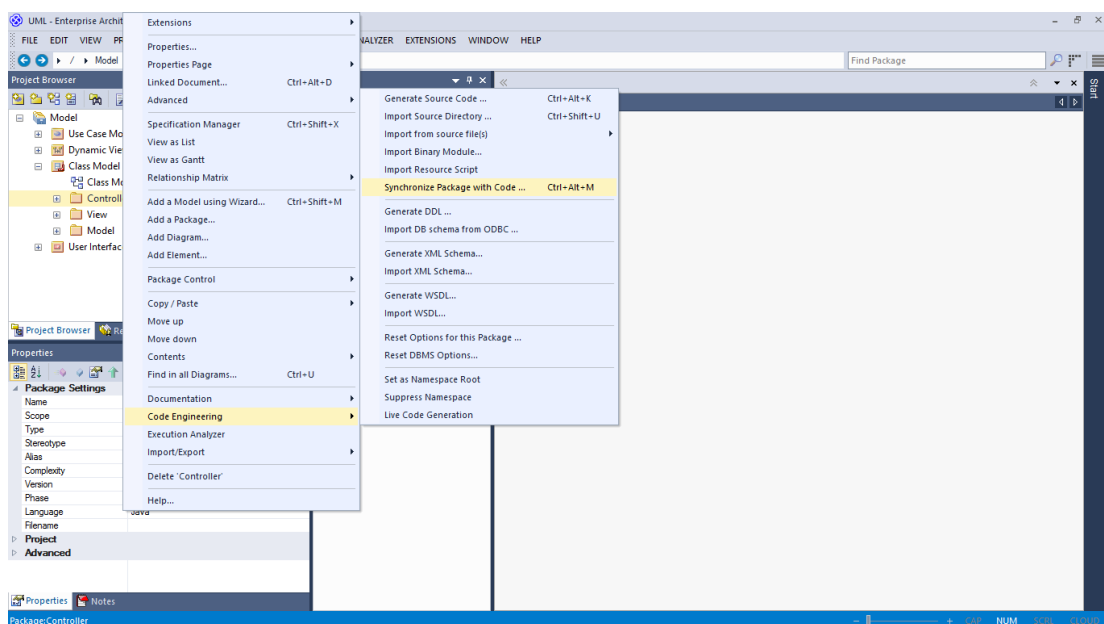 UML - Enterprise Archit
FILE EDIT VIEW ALYZER EXTENSIONS WINDOW HELP
/ Model
Find Package
Project Browser
Start
Model
Use Case Mo
Dynamic Vie
Class Model
Class Mo
Controll
View
Model
User Interfac
Project Browser Re
Properties
Package Settings
Name
Scope
Type
Stereotype
Alias
Complexity
Version
Phase
Language Java
Filename
Project
Advanced
Properties Notes
Extensions
Properties...
Properties Page
Linked Document... Ctrl+Alt+D
Advanced
Specification Manager Ctrl+Shift+X
View as List
View as Gantt
Relationship Matrix
Add a Model using Wizard... Ctrl+Shift+M
Add a Package...
Add Diagram...
Add Element...
Package Control
Copy / Paste
Move up
Move down
Contents
Find in all Diagrams... Ctrl+U
Documentation
Code Engineering
Execution Analyzer
Import/Export
Delete 'Controller'
Help...
Generate Source Code ... Ctrl+Alt+K
Import Source Directory ... Ctrl+Shift+U
Import from source file(s)
Import Binary Module...
Import Resource Script
Synchronize Package with Code ... Ctrl+Alt+M
Generate DDL ...
Import DB schema from ODBC ...
Generate XML Schema...
Import XML Schema...
Generate WSDL...
Import WSDL...
Reset Options for this Package ...
Reset DBMS Options...
Set as Namespace Root
Suppress Namespace
Live Code Generation
Package:Controller
CAP NUM SCRL CLOUD